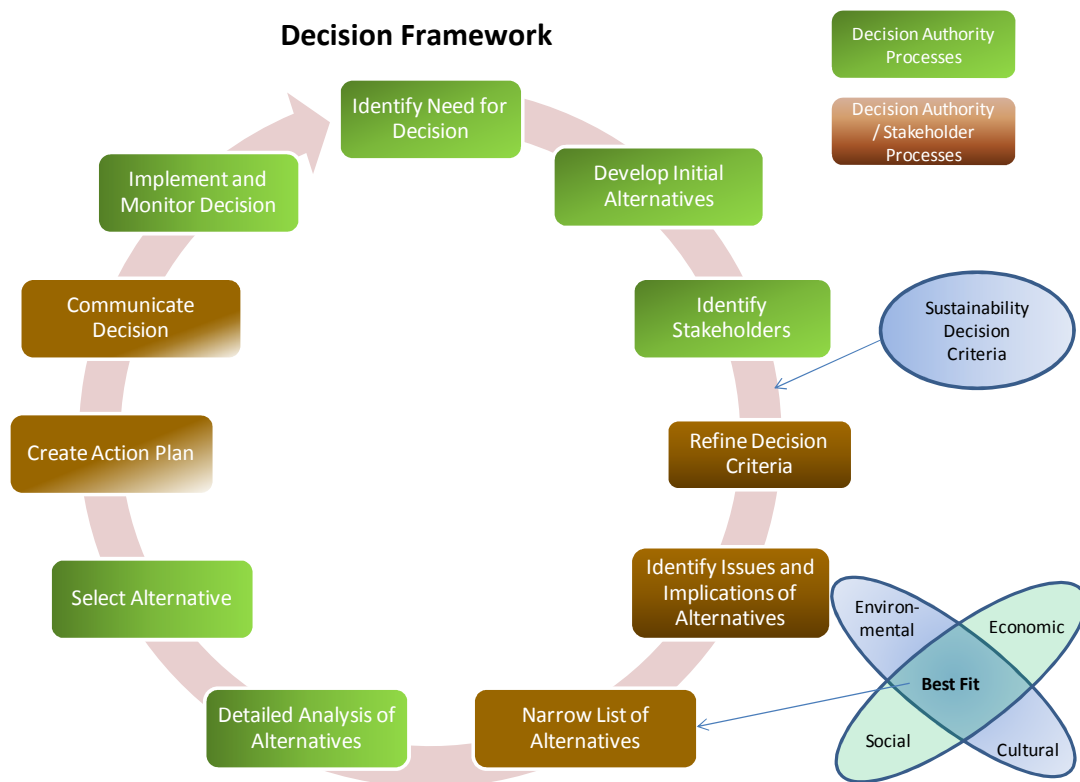 Decision Framework
Decision Authority
Processes
Decision Authority
/ Stakeholder
Processes
Identify Need for
Decision
Develop Initial
Alternatives
Identify
Stakeholders
Sustainability
Decision
Criteria
Refine Decision
Criteria
Identify Issues and
Implications of
Alternatives
Environ-
mental
Economic
Best Fit
Social
Cultural
Narrow List of
Alternatives
Detailed Analysis of
Alternatives
Select Alternative
Create Action Plan
Communicate
Decision
Implement and
Monitor Decision